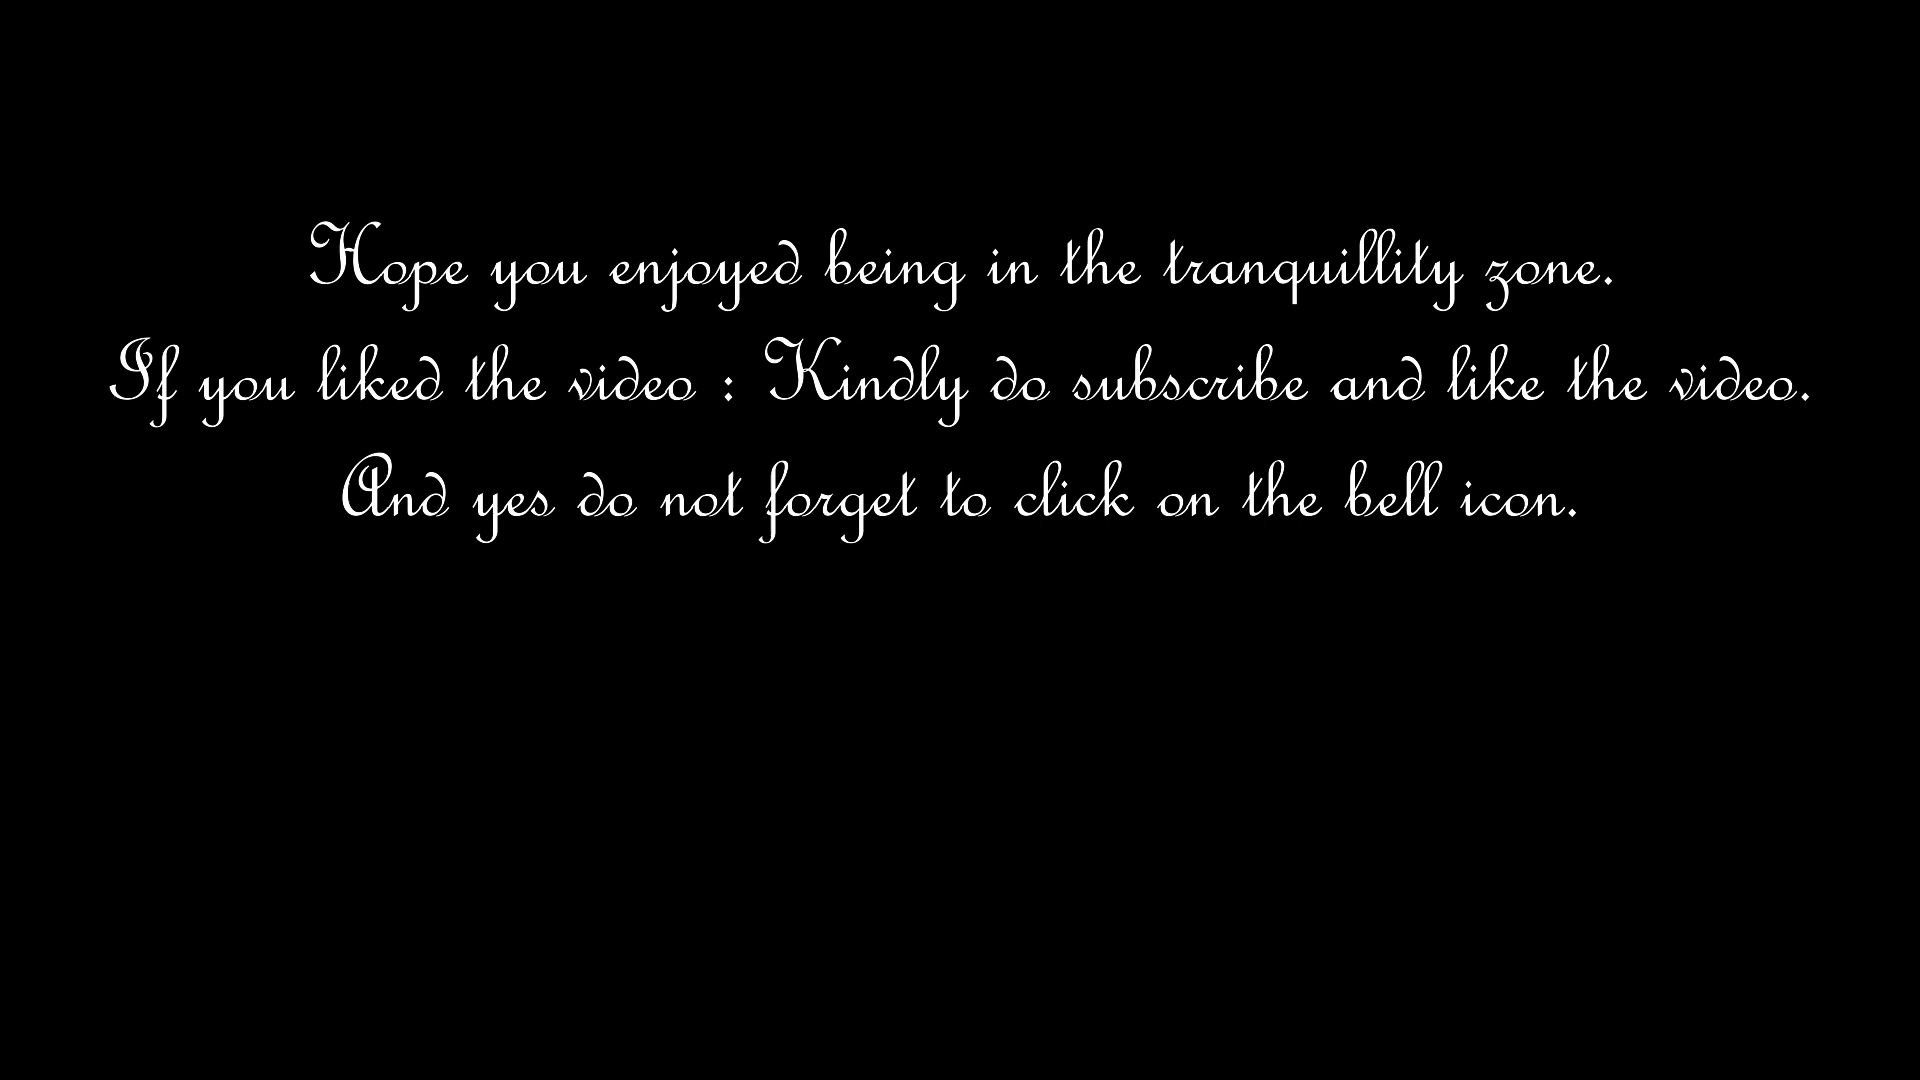 Hope you enjoyed being in the tranquillity zone.
If you liked the video : Kindly do subscribe and like the video.
And yes do not forget to click on the bell icon.